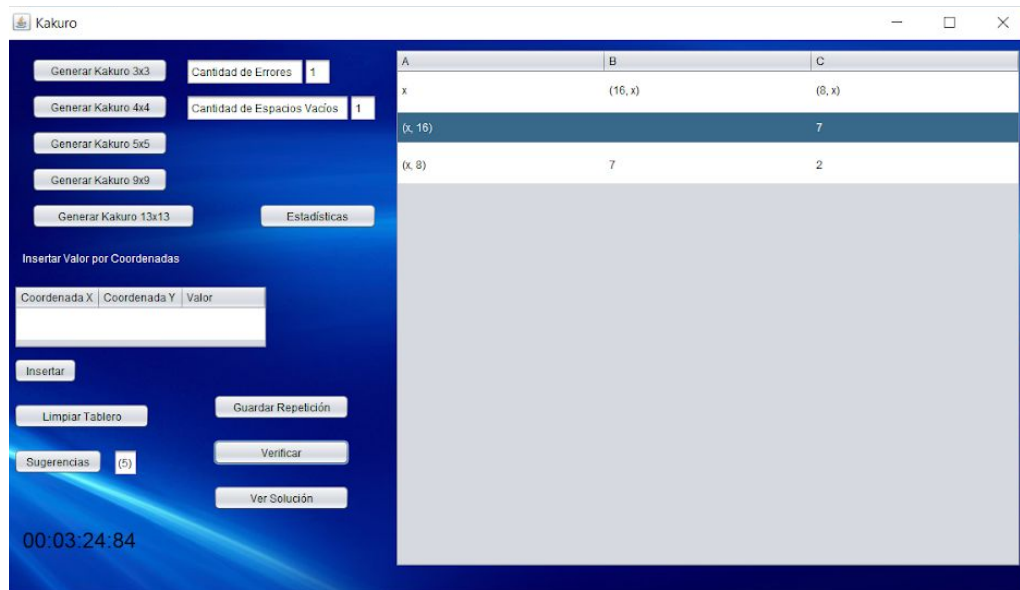 Kakuro
Generar Kakuro 3x3
Cantidad de Errores
1
Generar Kakuro 4x4
Cantidad de Espacios Vacíos
1
Generar Kakuro 5x5
Generar Kakuro 9x9
Generar Kakuro 13x13
Estadísticas
Insertar Valor por Coordenadas
Coordenada X Coordenada Y Valor
Insertar
Limpiar Tablero
Guardar Repetición
Sugerencias
(5)
Verificar
Ver Solución
00:03:24:84
A B C
x (16, x) (8, x)
(x, 16) 7
(x, 8) 7 2